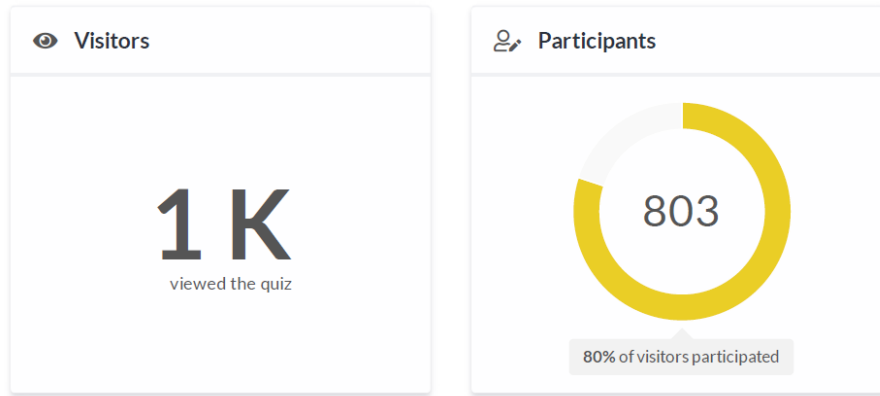 Visitors
1 K
viewed the quiz
Participants
803
80% of visitors participated